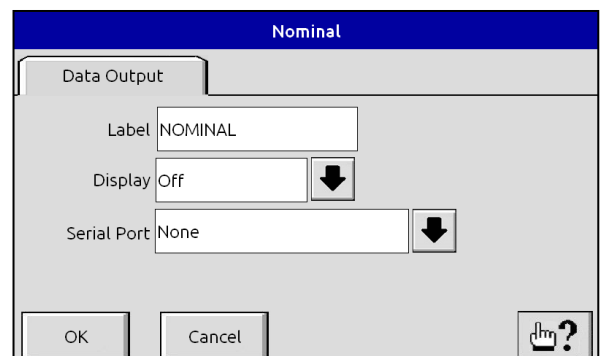 Nominal
Data Output
Label NOMINAL
Display Off
Serial Port None
OK Cancel ?